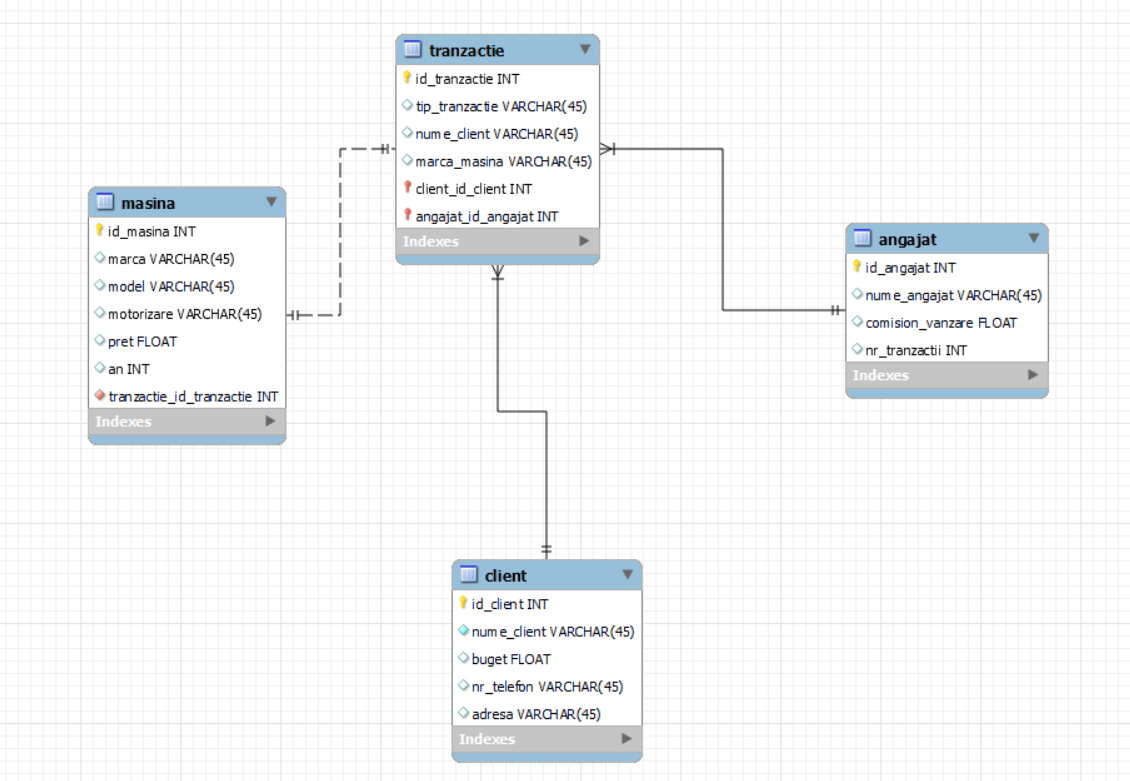 tranzactie
id_tranzactie INT
tip_tranzactie VARCHAR(45)
nume_client VARCHAR(45)
marca_masina VARCHAR(45)
client_id_client INT
angajat_id_angajat INT
Indexes
masina
id_masina INT
marca VARCHAR(45)
model VARCHAR(45)
motorizare VARCHAR(45)
pret FLOAT
an INT
tranzactie_id_tranzactie INT
Indexes
angajat
id_angajat INT
nume_angajat VARCHAR(45)
comision_vanzare FLOAT
nr_tranzactii INT
Indexes
client
id_client INT
nume_client VARCHAR(45)
buget FLOAT
nr_telefon VARCHAR(45)
adresa VARCHAR(45)
Indexes